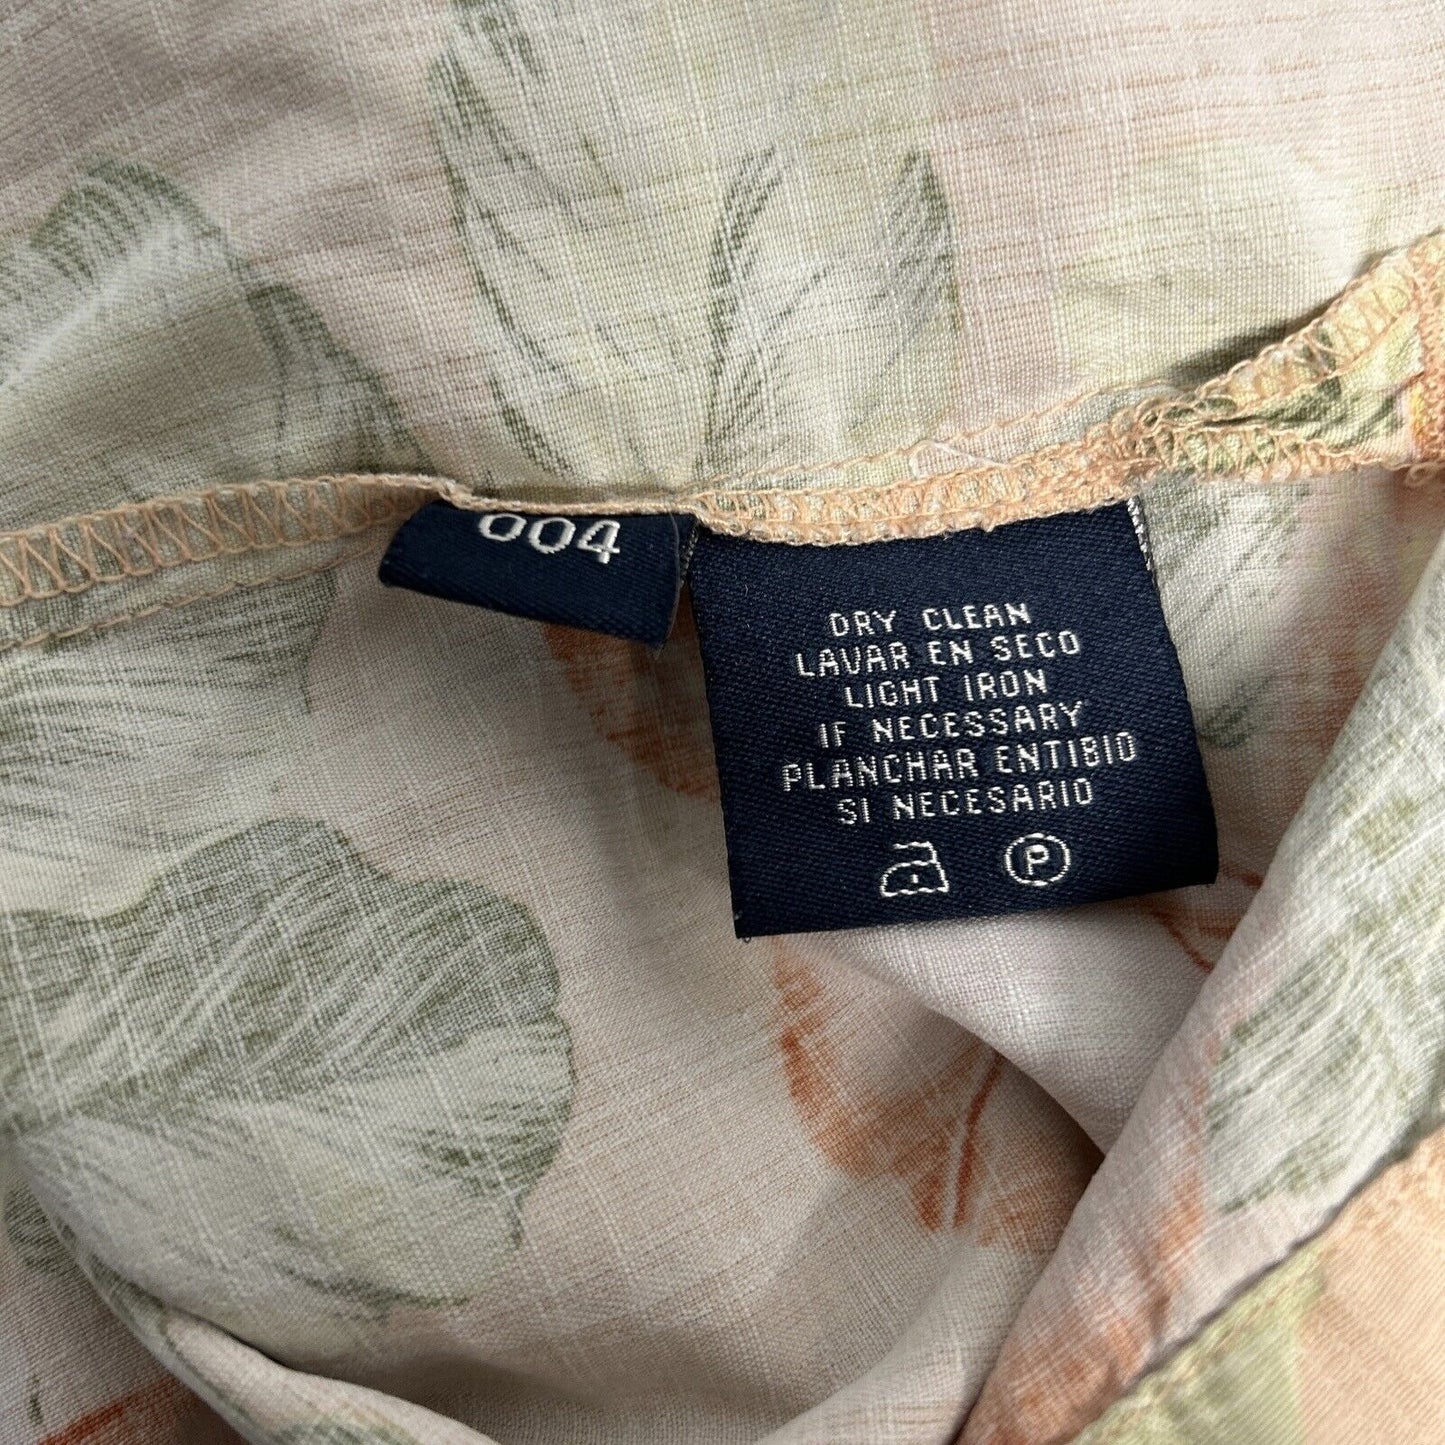 004
DRY CLEAN
LAVAR EN SECO
LIGHT IRON
IF NECESSARY
PLANCHAR ENTIBIO
SI NECESARIO
P